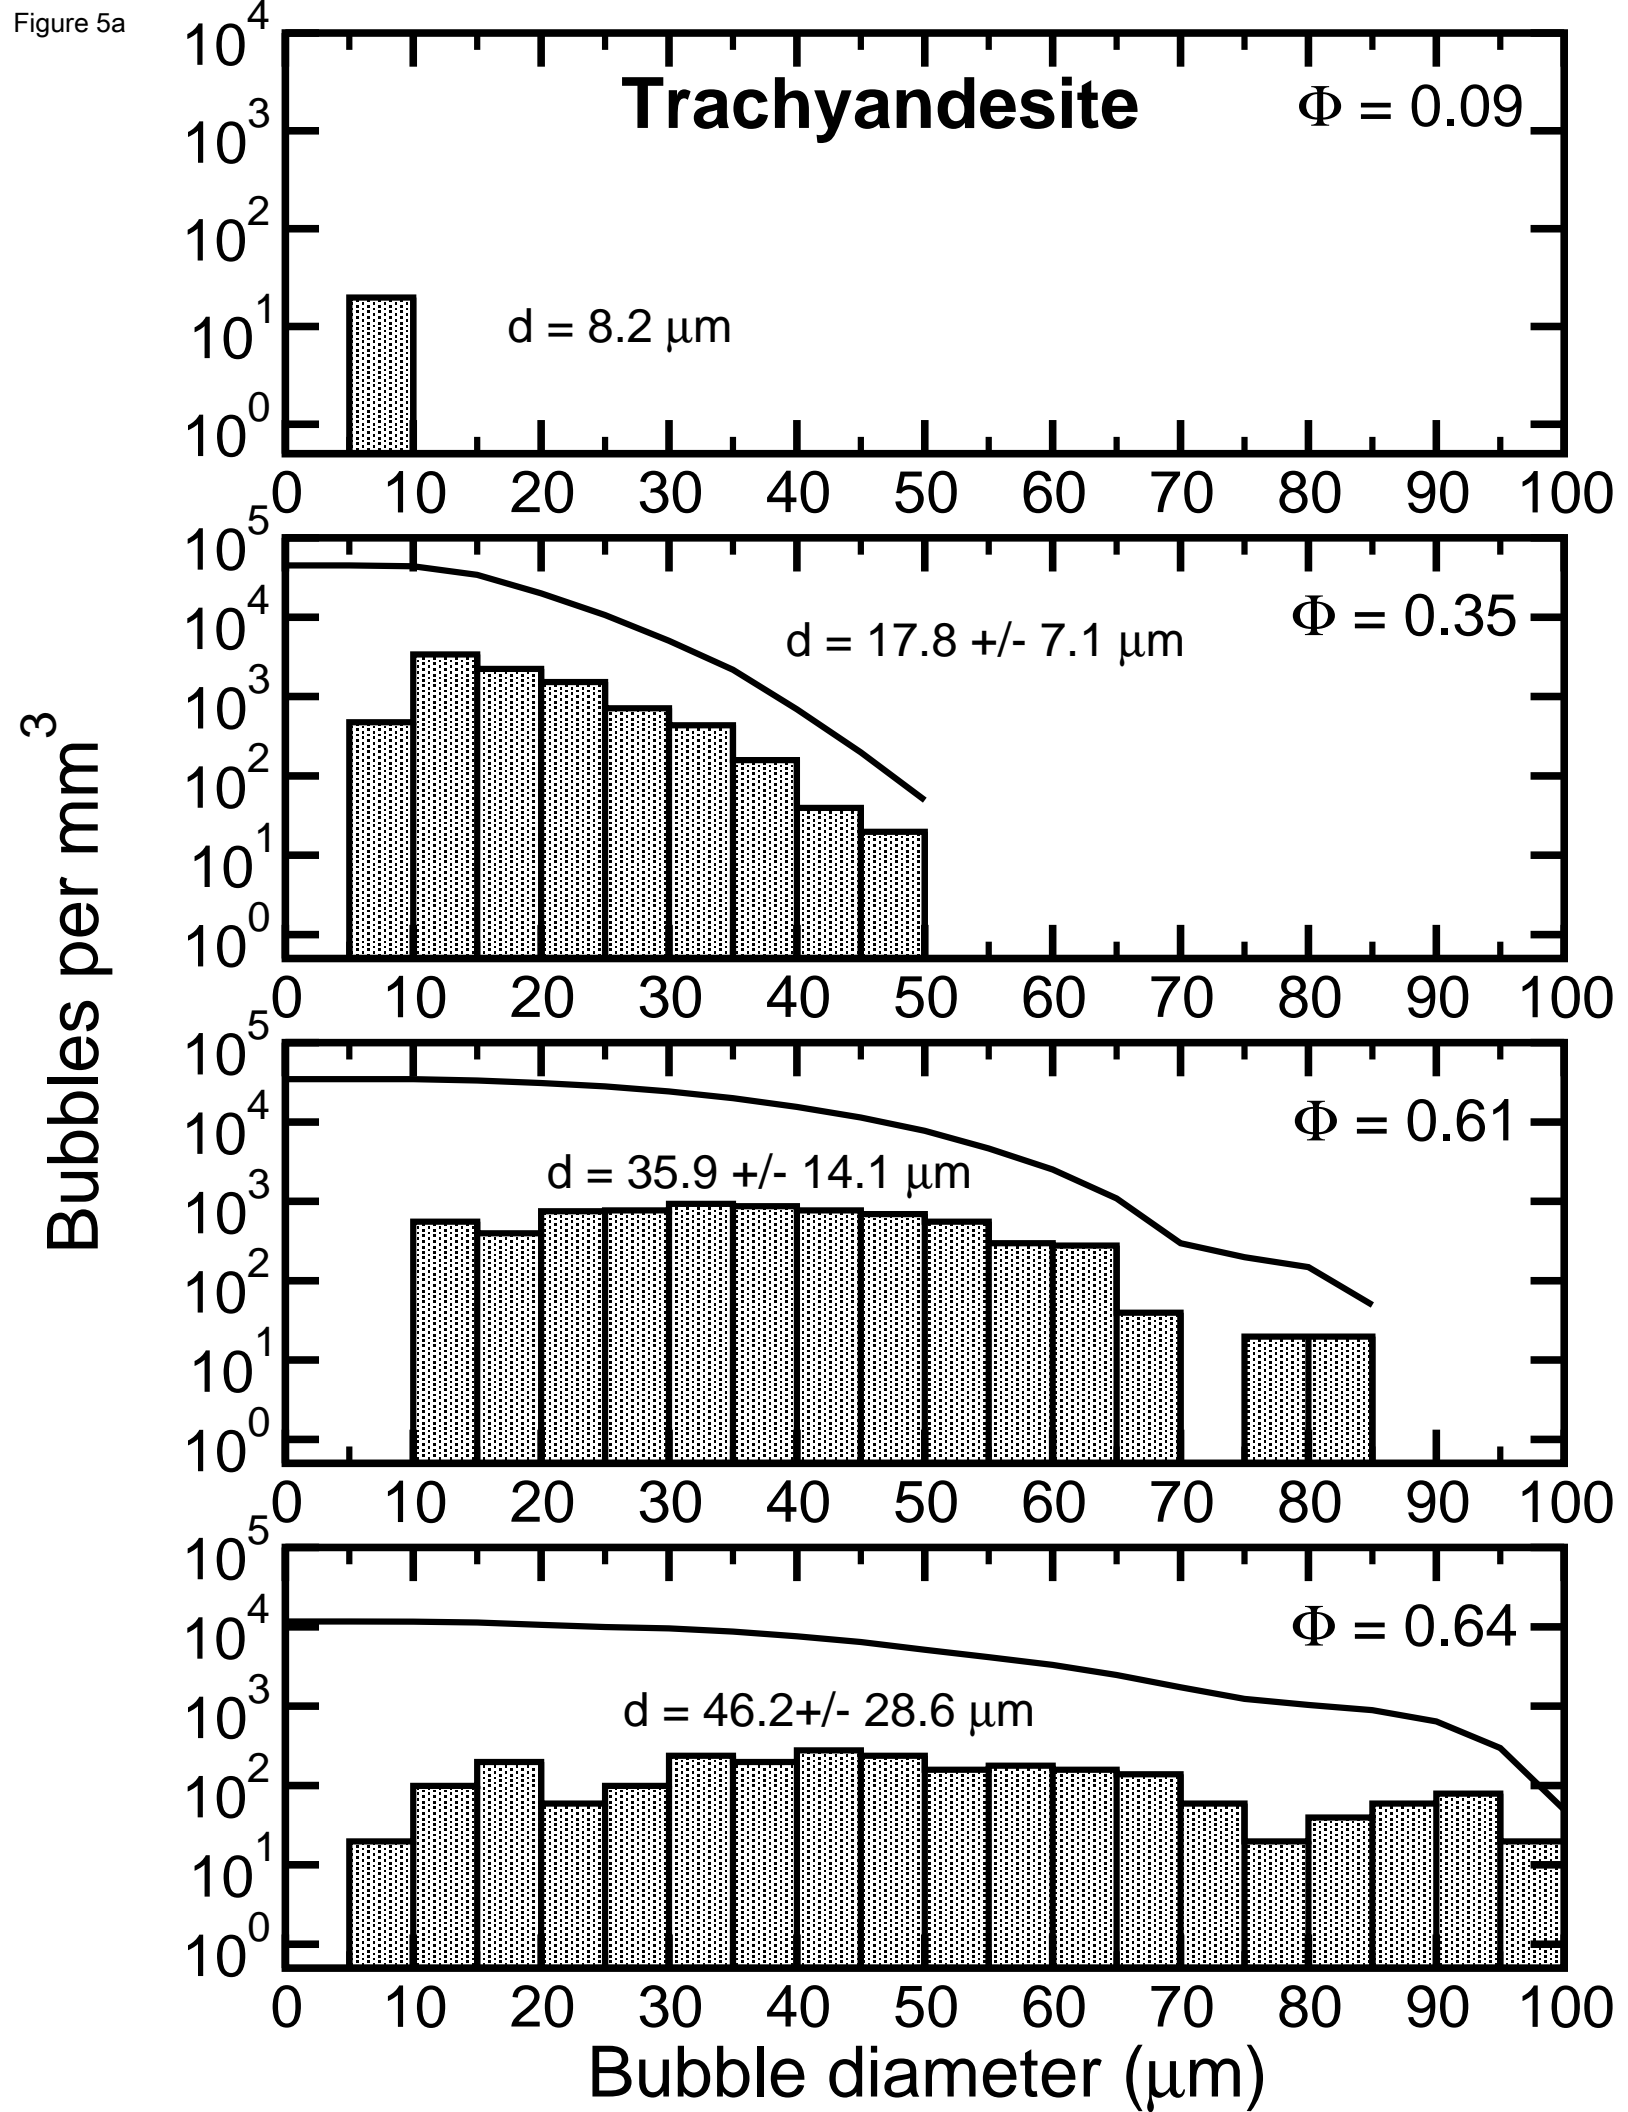 Figure 5a
10^4
Trachyandesite
Φ = 0.09
10^3
10^2
10^1
d = 8.2 μm
10^0
0 10 20 30 40 50 60 70 80 90 100
10^5
Φ = 0.35
10^4
d = 17.8 +/- 7.1 μm
10^3
10^2
10^1
10^0
0 10 20 30 40 50 60 70 80 90 100
Bubbles per mm^3
10^5
Φ = 0.61
10^4
d = 35.9 +/- 14.1 μm
10^3
10^2
10^1
10^0
0 10 20 30 40 50 60 70 80 90 100
10^5
Φ = 0.64
10^4
d = 46.2+/- 28.6 μm
10^3
10^2
10^1
10^0
0 10 20 30 40 50 60 70 80 90 100
Bubble diameter (μm)